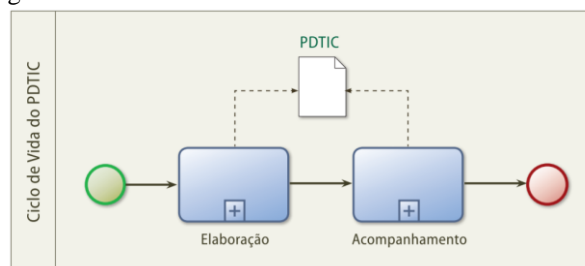 Ciclo de Vida do PDTIC
PDTIC
Elaboração
Acompanhamento